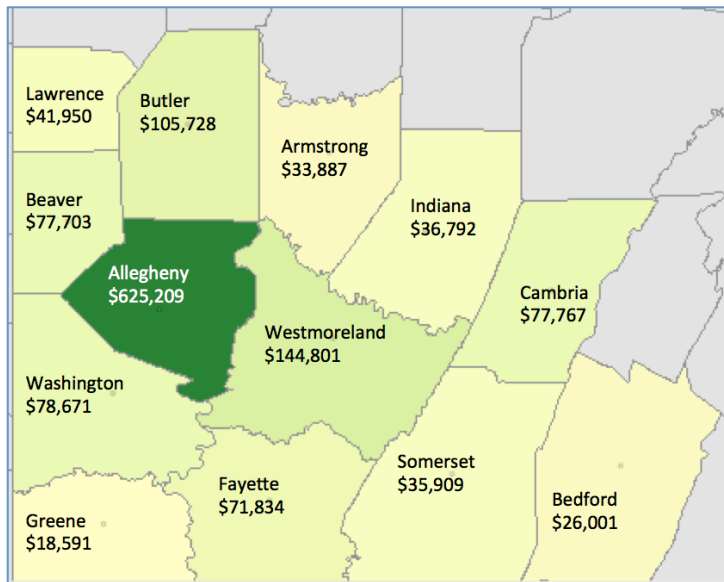 Lawrence
$41,950
Butler
$105,728
Armstrong
$33,887
Beaver
$77,703
Indiana
$36,792
Allegheny
$625,209
Cambria
$77,767
Westmoreland
$144,801
Washington
$78,671
Somerset
$35,909
Fayette
$71,834
Bedford
$26,001
Greene
$18,591